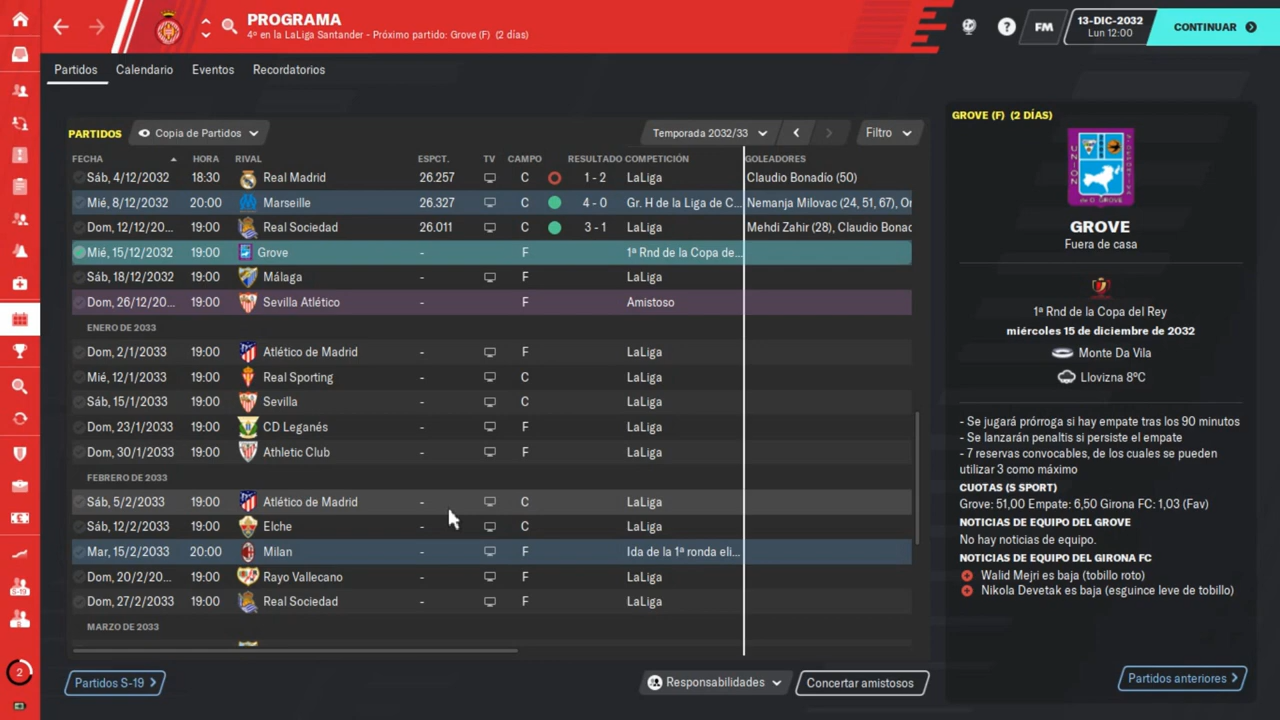 PROGRAMA
4º en la LaLiga Santander - Próximo partido: Grove (F) (2 días)
FM
13-DIC-2032
Lun 12:00
CONTINUAR
Partidos Calendario Eventos Recordatorios
PARTIDOS Copia de Partidos Temporada 2032/33 Filtro
FECHA HORA RIVAL ESPCT. TV CAMPO RESULTADO COMPETICIÓN GOLEADORES
Sáb, 4/12/2032 18:30 Real Madrid 26.257 C 1 - 2 LaLiga Claudio Bonadío (50)
Mié, 8/12/2032 20:00 Marseille 26.327 C 4 - 0 Gr. H de la Liga de C... Nemanja Milovac (24, 51, 67), Or
Dom, 12/12/20... 19:00 Real Sociedad 26.011 C 3 - 1 LaLiga Mehdi Zahir (28), Claudio Bonac
Mié, 15/12/2032 19:00 Grove - F 1ª Rnd de la Copa de...
Sáb, 18/12/2032 19:00 Málaga - F LaLiga
Dom, 26/12/20... 19:00 Sevilla Atlético - F Amistoso
ENERO DE 2033
Dom, 2/1/2033 19:00 Atlético de Madrid - F LaLiga
Mié, 12/1/2033 19:00 Real Sporting - C LaLiga
Sáb, 15/1/2033 19:00 Sevilla - C LaLiga
Dom, 23/1/2033 19:00 CD Leganés - F LaLiga
Dom, 30/1/2033 19:00 Athletic Club - F LaLiga
FEBRERO DE 2033
Sáb, 5/2/2033 19:00 Atlético de Madrid - C LaLiga
Sáb, 12/2/2033 19:00 Elche - C LaLiga
Mar, 15/2/2033 20:00 Milan - F Ida de la 1ª ronda eli...
Dom, 20/2/20... 19:00 Rayo Vallecano - F LaLiga
Dom, 27/2/2033 19:00 Real Sociedad - F LaLiga
MARZO DE 2033
Partidos S-19
Responsabilidades
Concertar amistosos
GROVE (F) (2 DÍAS)
GROVE
Fuera de casa
1ª Rnd de la Copa del Rey
miércoles 15 de diciembre de 2032
Monte Da Vila
Llovizna 8ºC
- Se jugará prórroga si hay empate tras los 90 minutos
- Se lanzarán penaltis si persiste el empate
- 7 reservas convocables, de los cuales se pueden
utilizar 3 como máximo
CUOTAS (S SPORT)
Grove: 51,00 Empate: 6,50 Girona FC: 1,03 (Fav)
NOTICIAS DE EQUIPO DEL GROVE
No hay noticias de equipo.
NOTICIAS DE EQUIPO DEL GIRONA FC
Walid Mejri es baja (tobillo roto)
Nikola Devetak es baja (esguince leve de tobillo)
Partidos anteriores
S-19
2